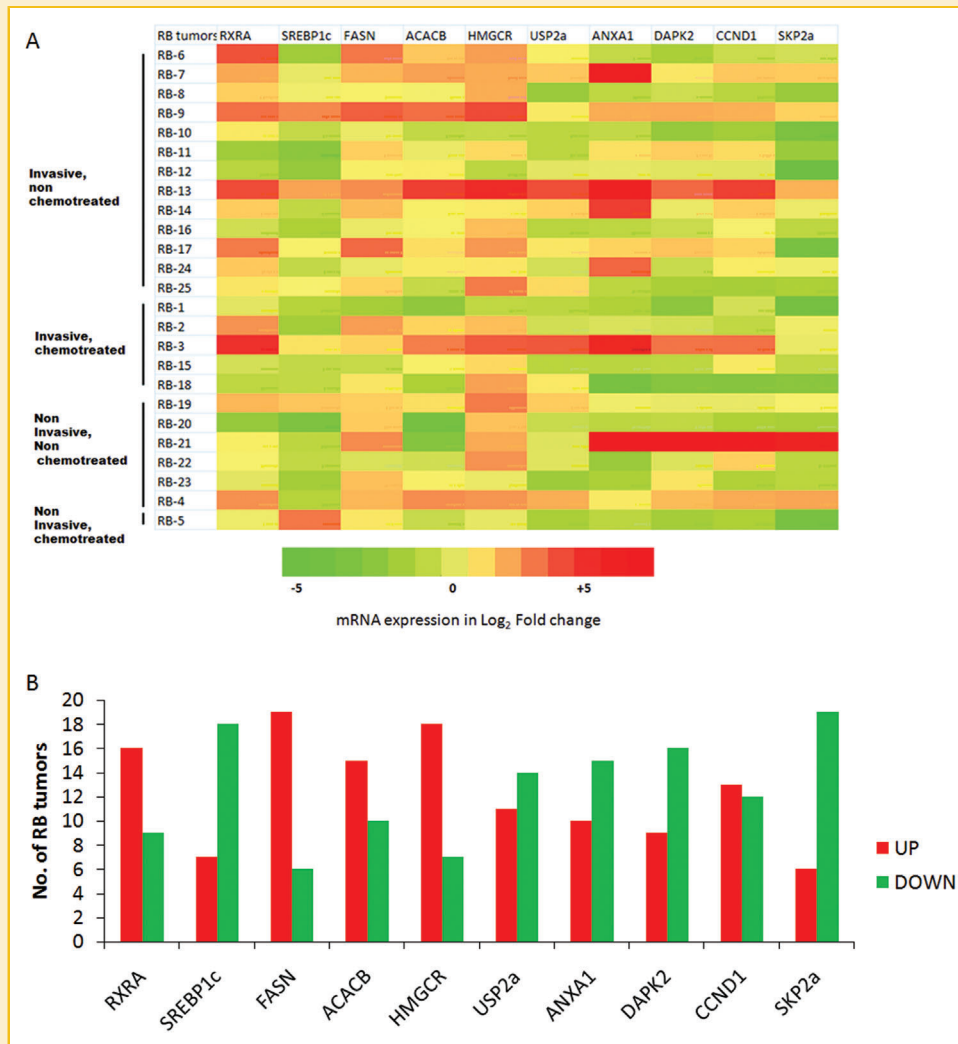 A
RB tumors RXRA SREBP1c FASN ACACB HMGCR USP2a ANXA1 DAPK2 CCND1 SKP2a
RB-6
RB-7
RB-8
RB-9
RB-10
RB-11
RB-12
RB-13
RB-14
RB-16
RB-17
RB-24
RB-25
RB-1
RB-2
RB-3
RB-15
RB-18
RB-19
RB-20
RB-21
RB-22
RB-23
RB-4
RB-5
Invasive,
non
chemotreated
Invasive,
chemotreated
Non
Invasive,
Non
chemotreated
Non
Invasive,
chemotreated
-5 0 +5
mRNA expression in Log2 Fold change
B
No. of RB tumors
20
18
16
14
12
10
8
6
4
2
0
RXRA SREBP1c FASN ACACB HMGCR USP2a ANXA1 DAPK2 CCND1 SKP2a
UP
DOWN